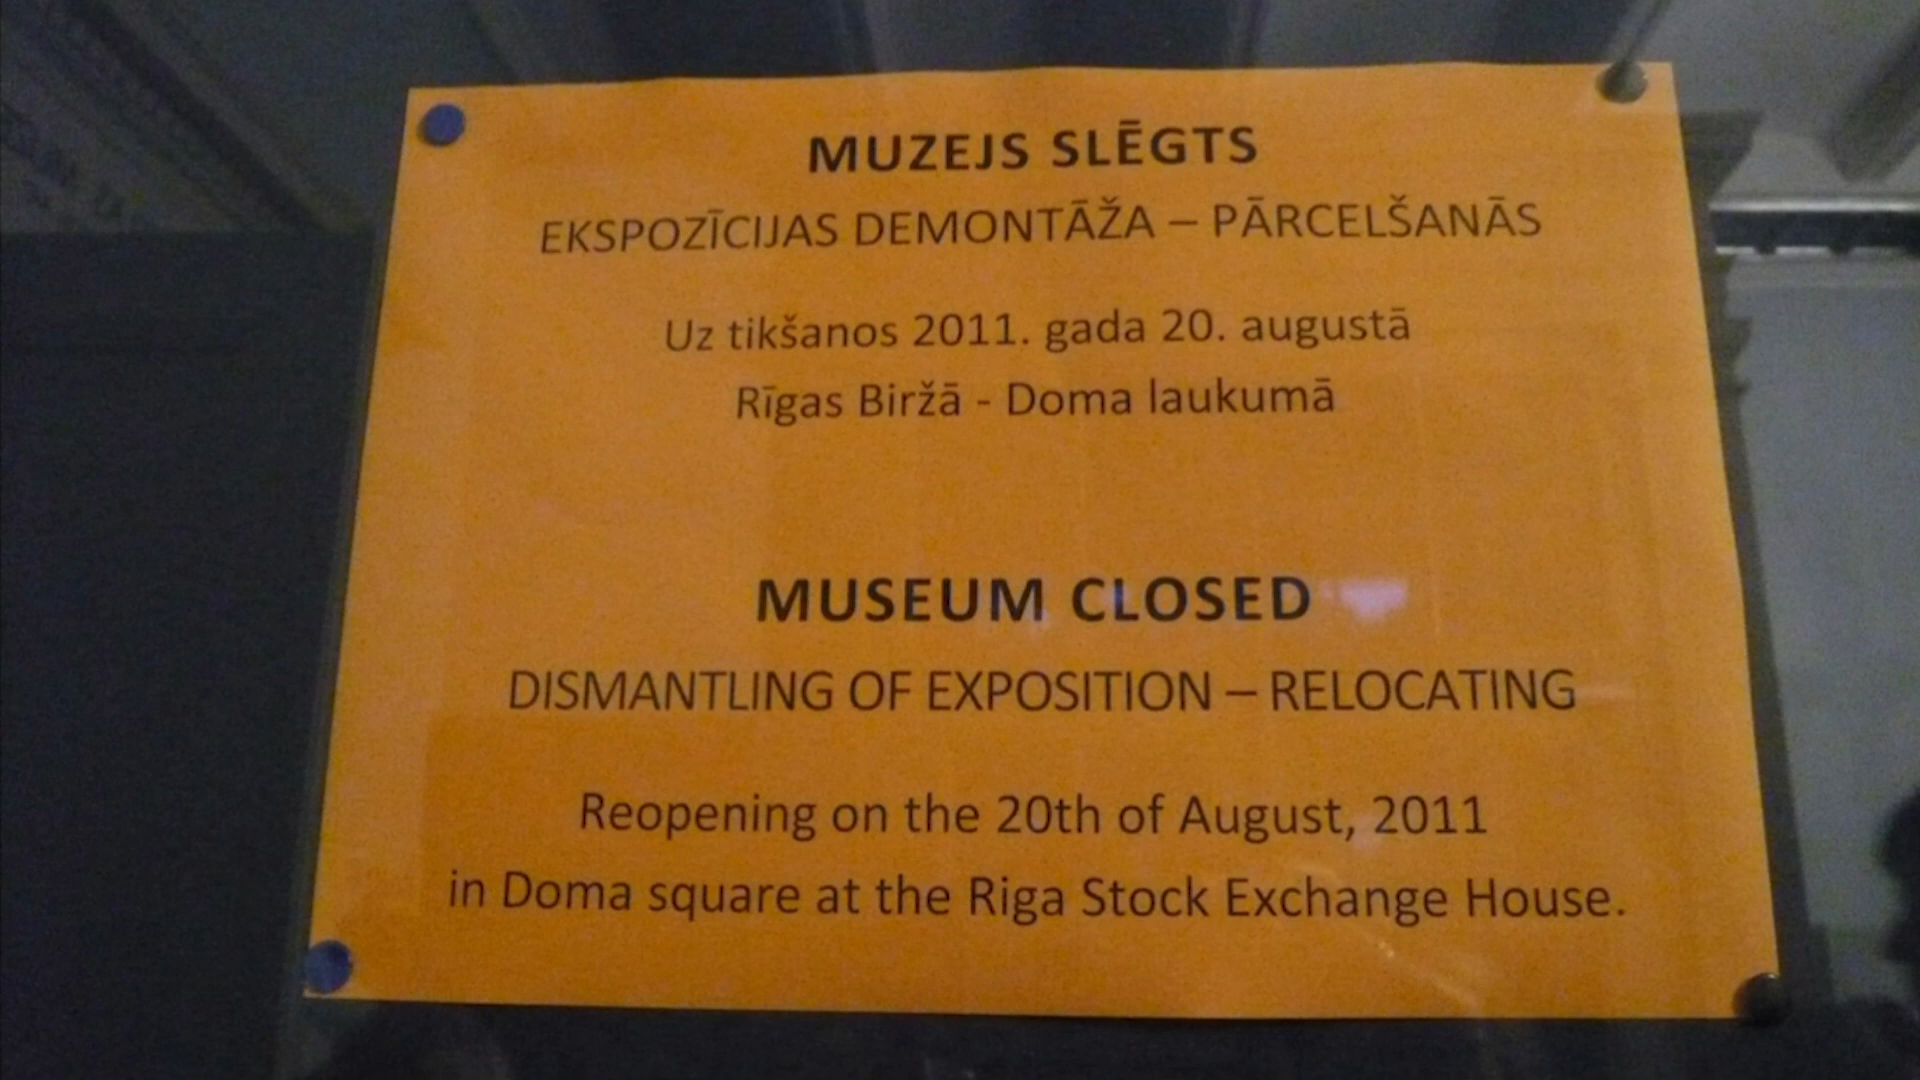 MUZEJS SLĒGTS
EKSPOZĪCIJAS DEMONTĀŽA – PĀRCELŠANĀS
Uz tikšanos 2011. gada 20. augustā
Rīgas Biržā - Doma laukumā
MUSEUM CLOSED
DISMANTLING OF EXPOSITION – RELOCATING
Reopening on the 20th of August, 2011
in Doma square at the Riga Stock Exchange House.